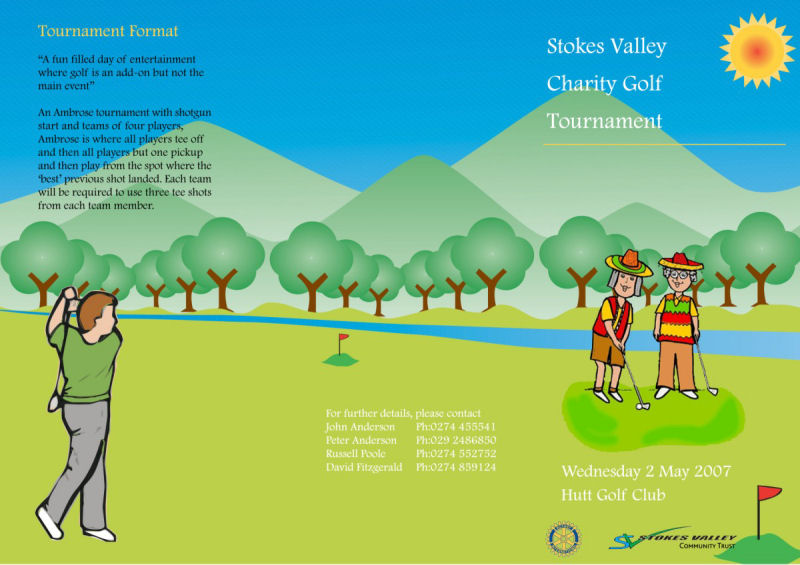 Tournament Format
“A fun filled day of entertainment
where golf is an add-on but not the
main event”
An Ambrose tournament with shotgun
start and teams of four players,
Ambrose is where all players tee off
and then all players but one pickup
and then play from the spot where the
‘best’ previous shot landed. Each team
will be required to use three tee shots
from each team member.
For further details, please contact
John Anderson Ph:0274 455541
Peter Anderson Ph:029 2486850
Russell Poole Ph:0274 552752
David Fitzgerald Ph:0274 859124
Stokes Valley
Charity Golf
Tournament
Wednesday 2 May 2007
Hutt Golf Club
STOKES VALLEY
COMMUNITY TRUST